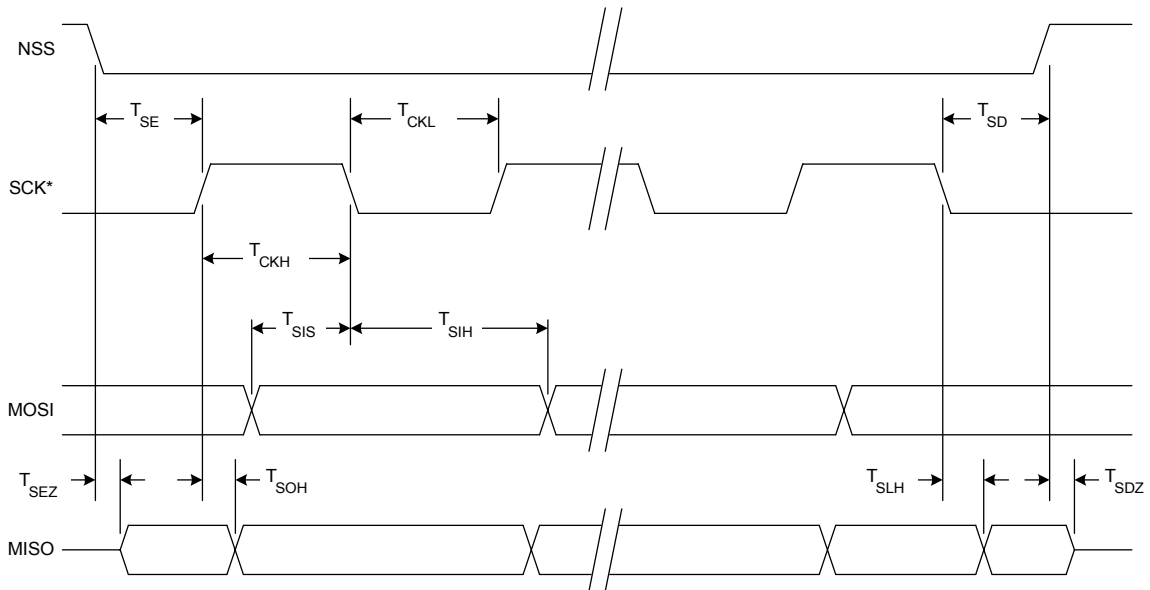 NSS
T_SE
T_CKL
T_SD
SCK*
T_CKH
T_SIS
T_SIH
MOSI
T_SEZ
T_SOH
T_SLH
T_SDZ
MISO